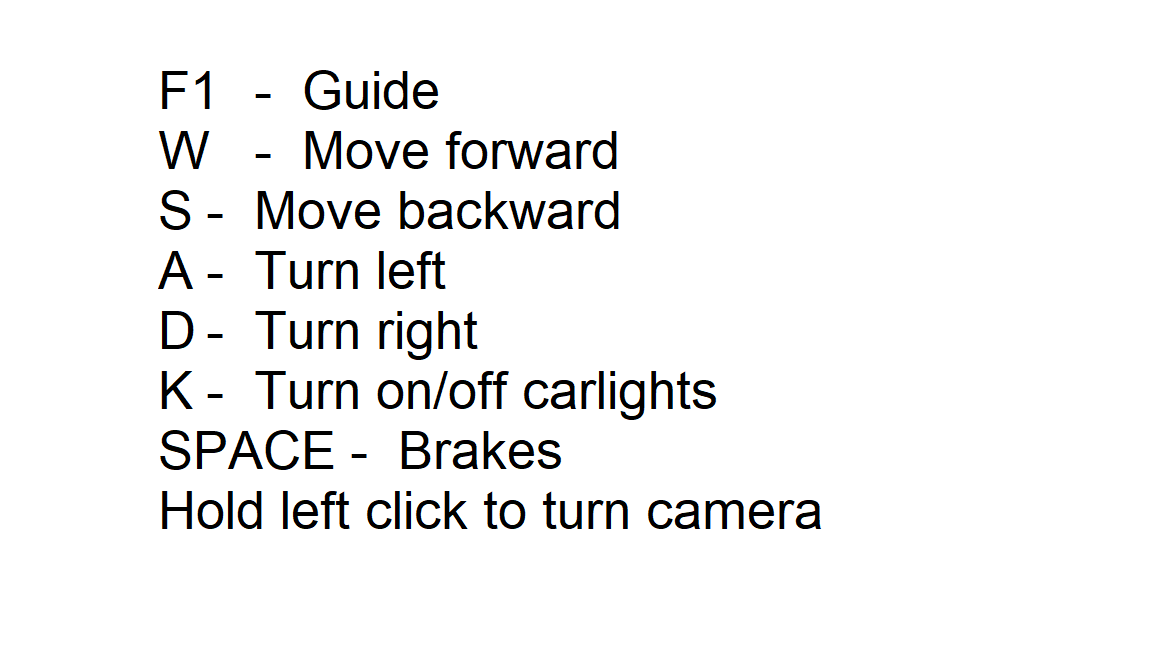 F1 - Guide
W - Move forward
S - Move backward
A - Turn left
D - Turn right
K - Turn on/off carlights
SPACE - Brakes
Hold left click to turn camera